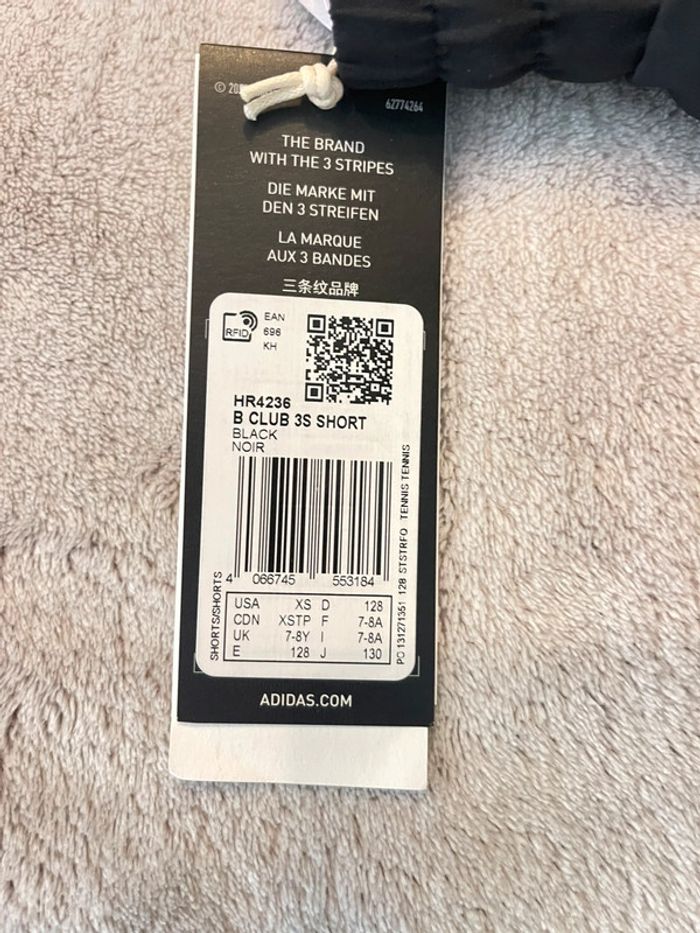 © 20
62774264
THE BRAND
WITH THE 3 STRIPES
DIE MARKE MIT
DEN 3 STREIFEN
LA MARQUE
AUX 3 BANDES
三条纹品牌
RFID
EAN
696
KH
HR4236
B CLUB 3S SHORT
BLACK
NOIR
4 066745 553184
SHORTS/SHORTS
USA XS D 128
CDN XSTP F 7-8A
UK 7-8Y I 7-8A
E 128 J 130
PO 131271351 128 STSTRFO TENNIS TENNIS
ADIDAS.COM